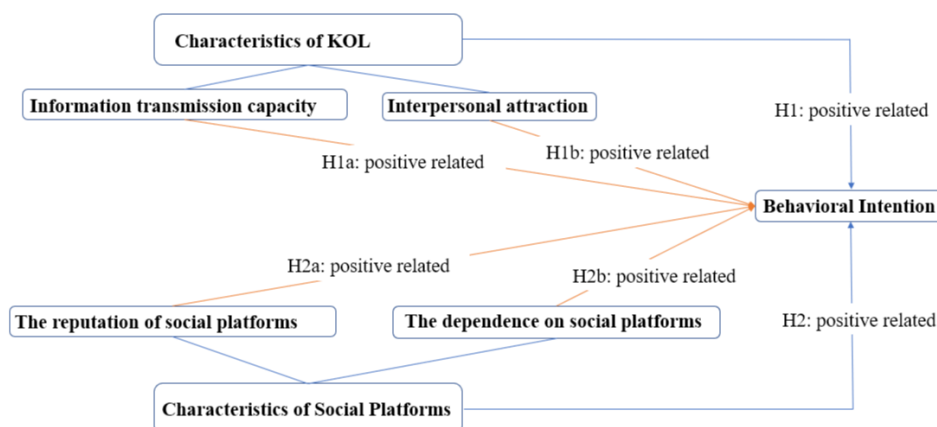 Characteristics of KOL
Information transmission capacity
Interpersonal attraction
H1: positive related
H1b: positive related
H1a: positive related
Behavioral Intention
H2a: positive related
H2b: positive related
The reputation of social platforms
The dependence on social platforms
H2: positive related
Characteristics of Social Platforms